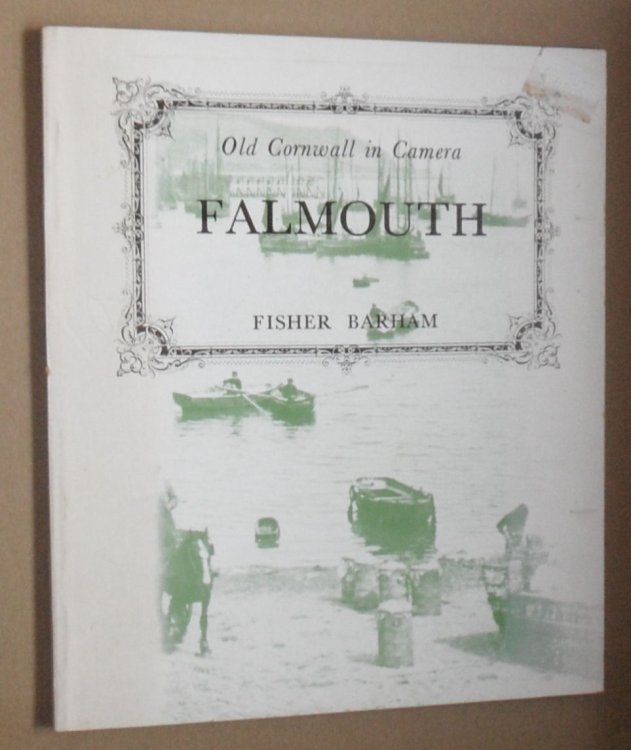 Old Cornwall in Camera
FALMOUTH
FISHER BARHAM